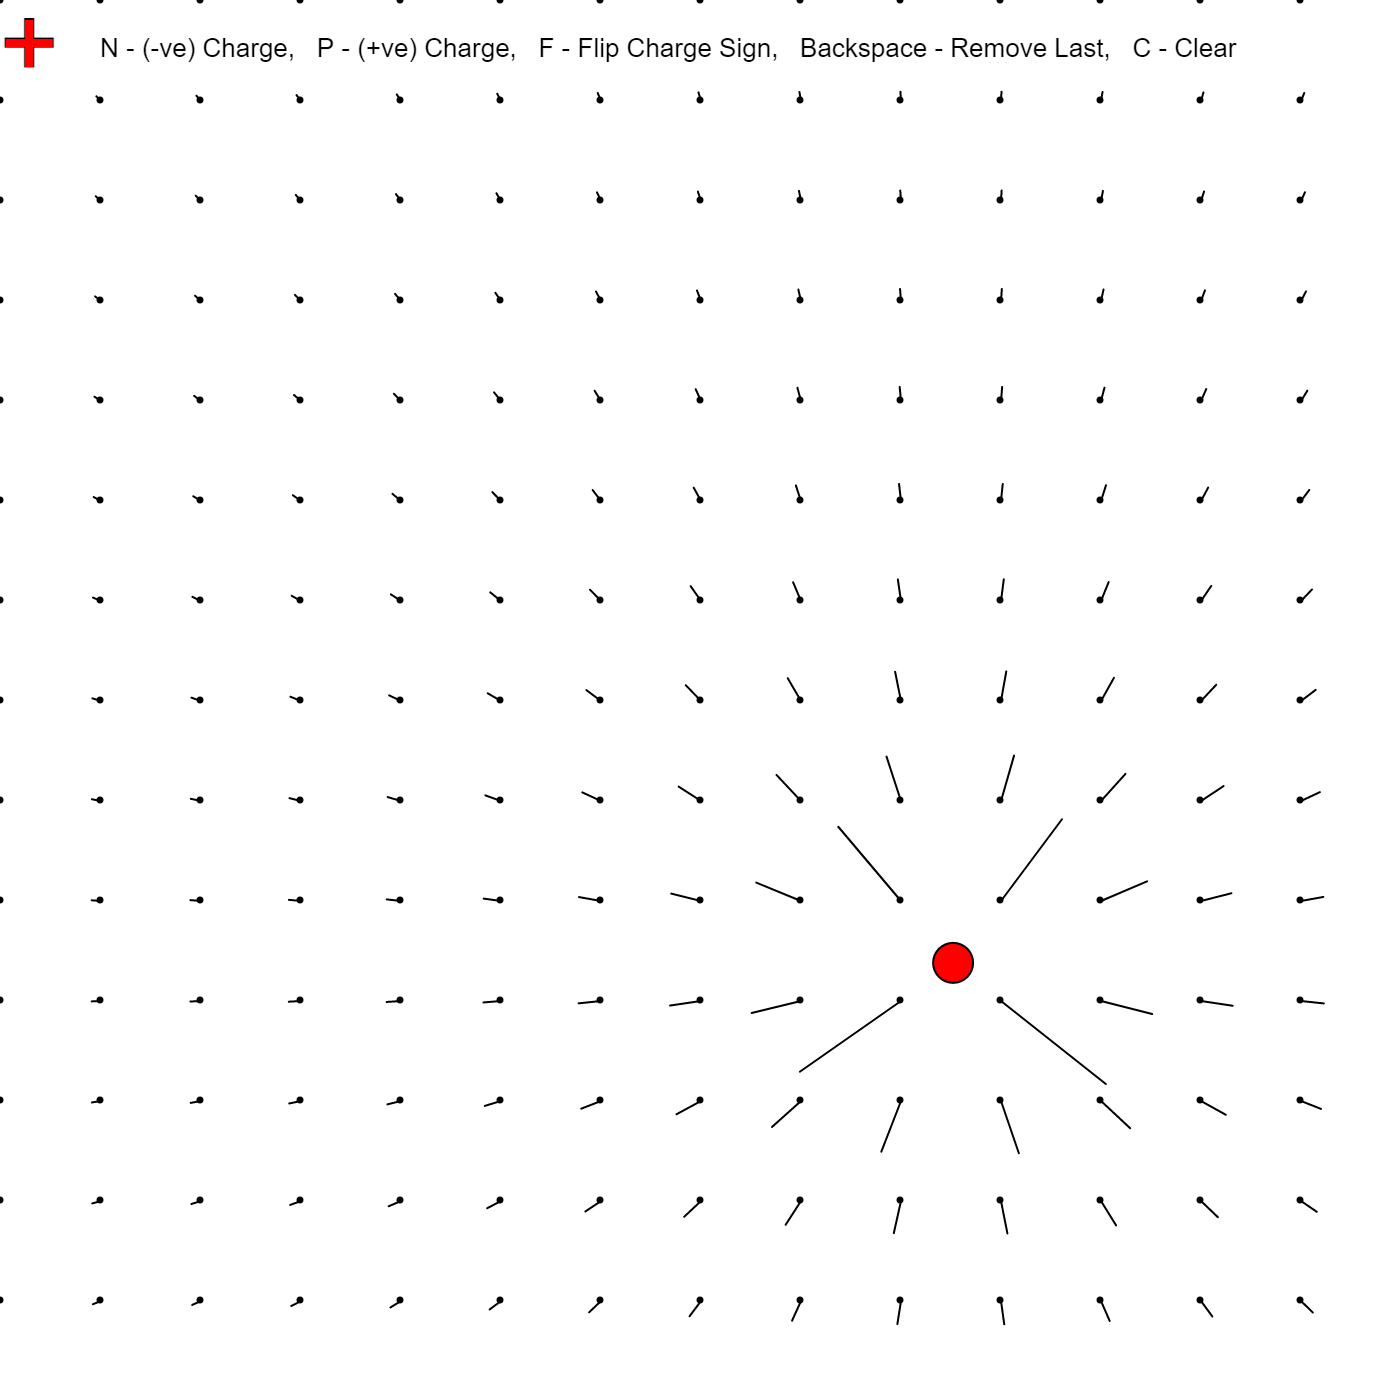 N - (-ve) Charge,   P - (+ve) Charge,   F - Flip Charge Sign,   Backspace - Remove Last,   C - Clear